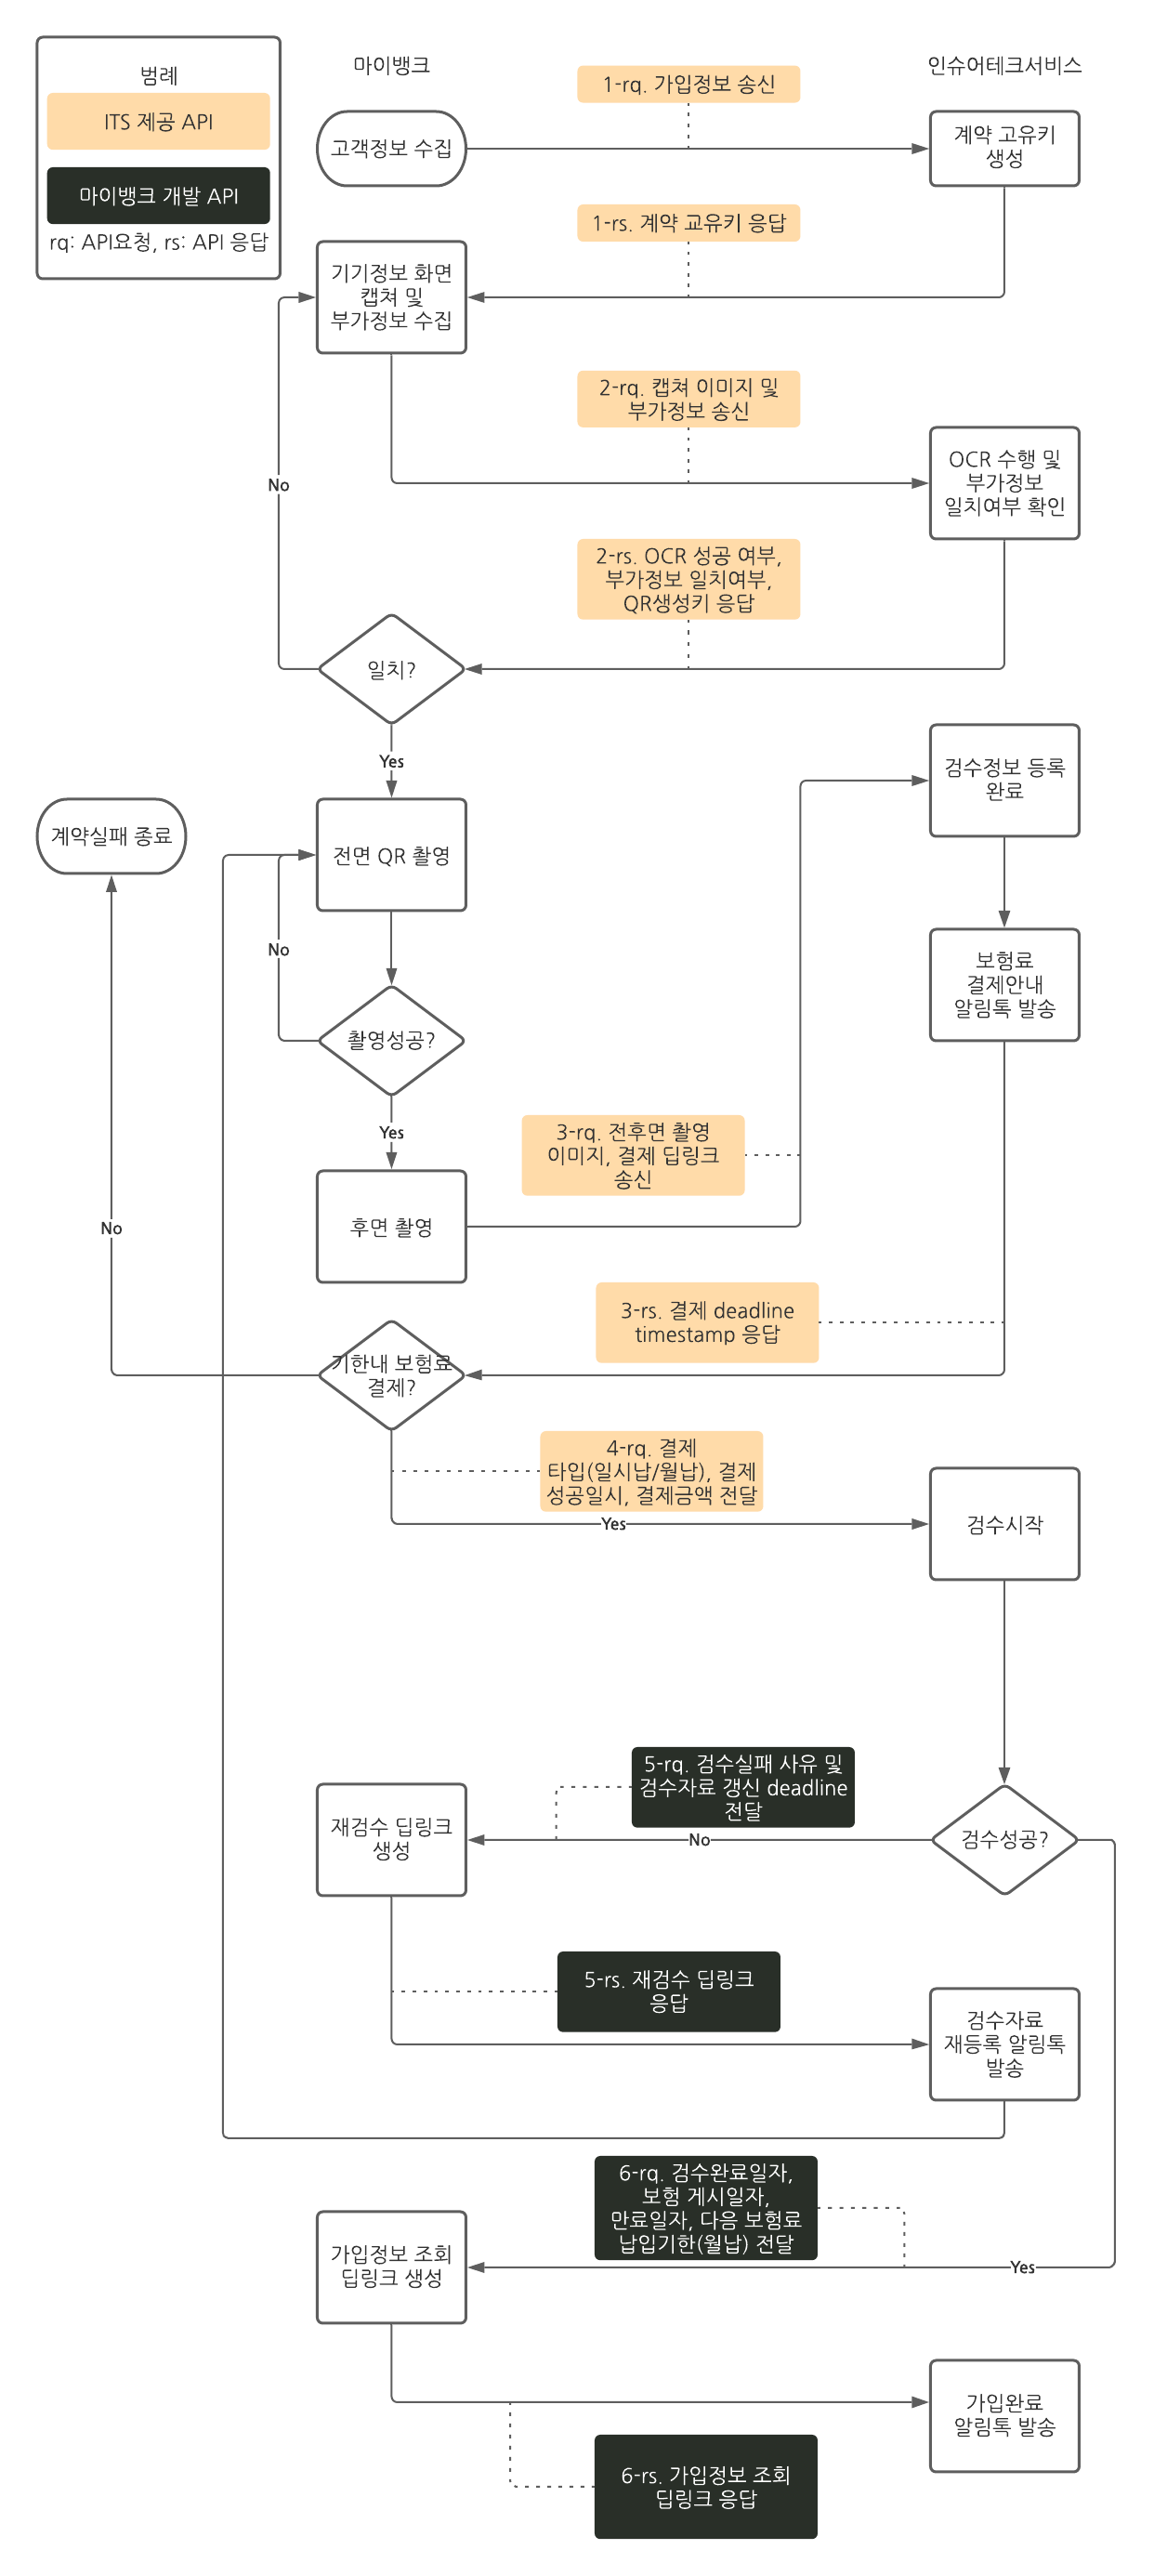 범례
ITS 제공 API
마이뱅크 개발 API
rq: API요청, rs: API 응답
마이뱅크
인슈어테크서비스
1-rq. 가입정보 송신
고객정보 수집
계약 고유키
생성
1-rs. 계약 교유키 응답
기기정보 화면
캡쳐 및
부가정보 수집
2-rq. 캡쳐 이미지 및
부가정보 송신
OCR 수행 및
부가정보
일치여부 확인
No
2-rs. OCR 성공 여부,
부가정보 일치여부,
QR생성키 응답
일치?
Yes
검수정보 등록
완료
계약실패 종료
전면 QR 촬영
No
보험료
결제안내
알림톡 발송
촬영성공?
Yes
3-rq. 전후면 촬영
이미지, 결제 딥링크
송신
후면 촬영
No
3-rs. 결제 deadline
timestamp 응답
기한내 보험료
결제?
4-rq. 결제
타입(일시납/월납), 결제
성공일시, 결제금액 전달
Yes
검수시작
5-rq. 검수실패 사유 및
검수자료 갱신 deadline
전달
재검수 딥링크
생성
No
검수성공?
5-rs. 재검수 딥링크
응답
검수자료
재등록 알림톡
발송
6-rq. 검수완료일자,
보험 게시일자,
만료일자, 다음 보험료
납입기한(월납) 전달
가입정보 조회
딥링크 생성
Yes
가입완료
알림톡 발송
6-rs. 가입정보 조회
딥링크 응답